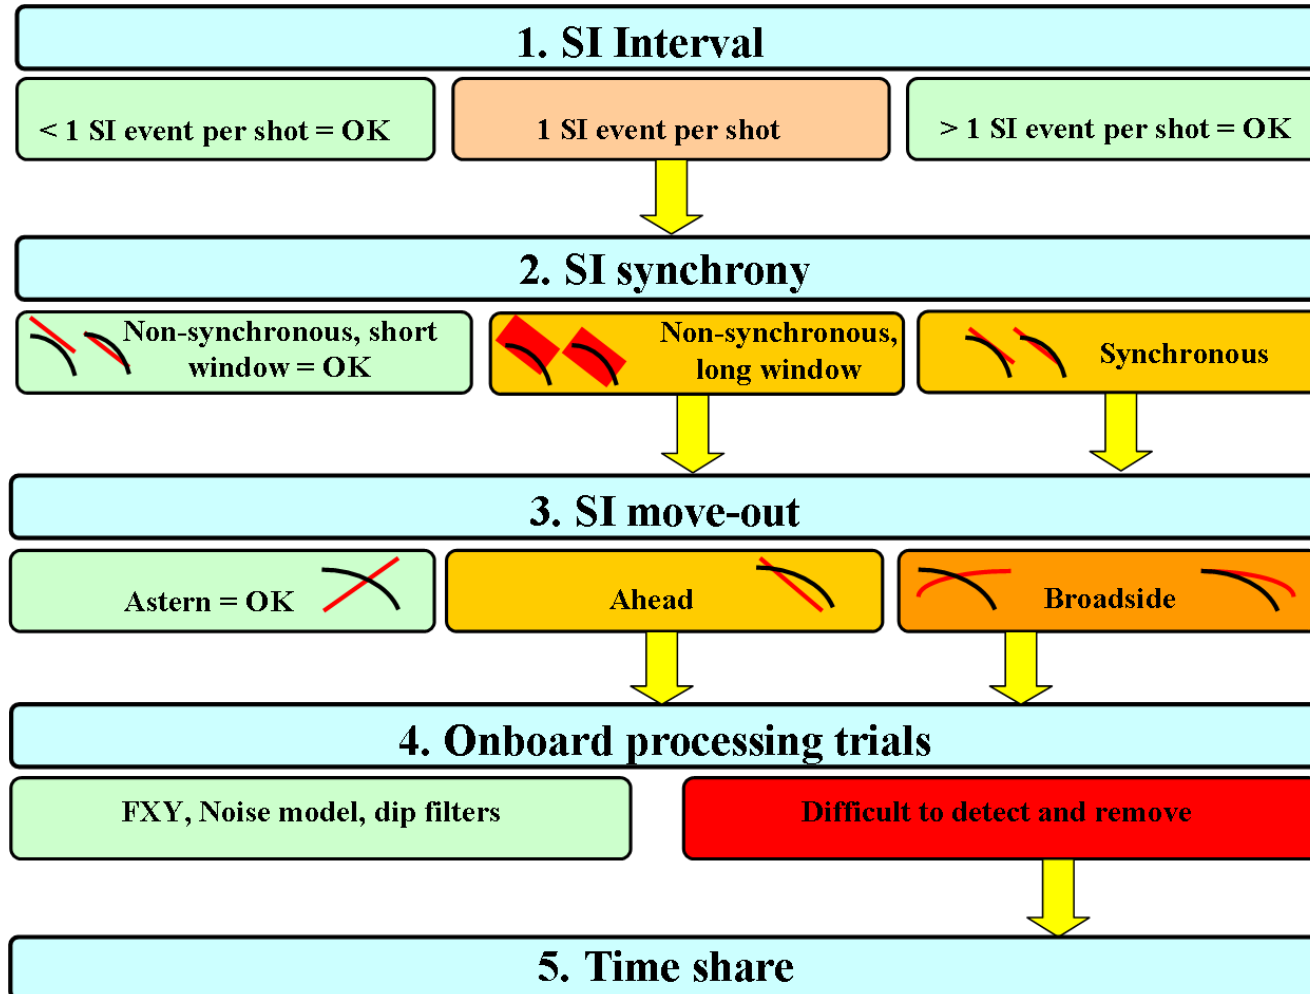 1. SI Interval
< 1 SI event per shot = OK
1 SI event per shot
> 1 SI event per shot = OK
2. SI synchrony
Non-synchronous, short
window = OK
Non-synchronous,
long window
Synchronous
3. SI move-out
Astern = OK
Ahead
Broadside
4. Onboard processing trials
FXY, Noise model, dip filters
Difficult to detect and remove
5. Time share